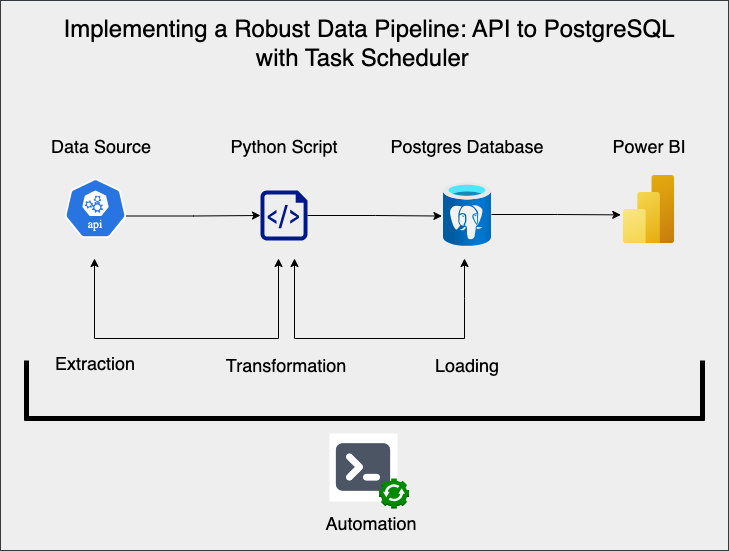 Implementing a Robust Data Pipeline: API to PostgreSQL
with Task Scheduler
Data Source
Python Script
Postgres Database
Power BI
api
</>
Extraction
Transformation
Loading
>_
Automation